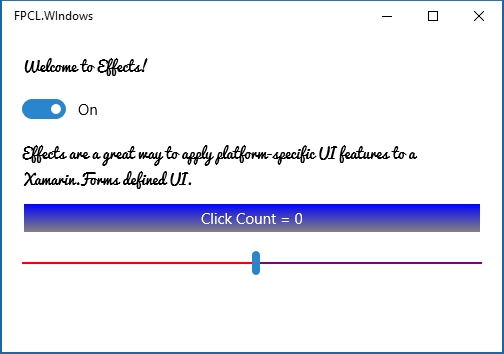 FPCL.WIndows
Welcome to Effects!
On
Effects are a great way to apply platform-specific UI features to a
Xamarin.Forms defined UI.
Click Count = 0